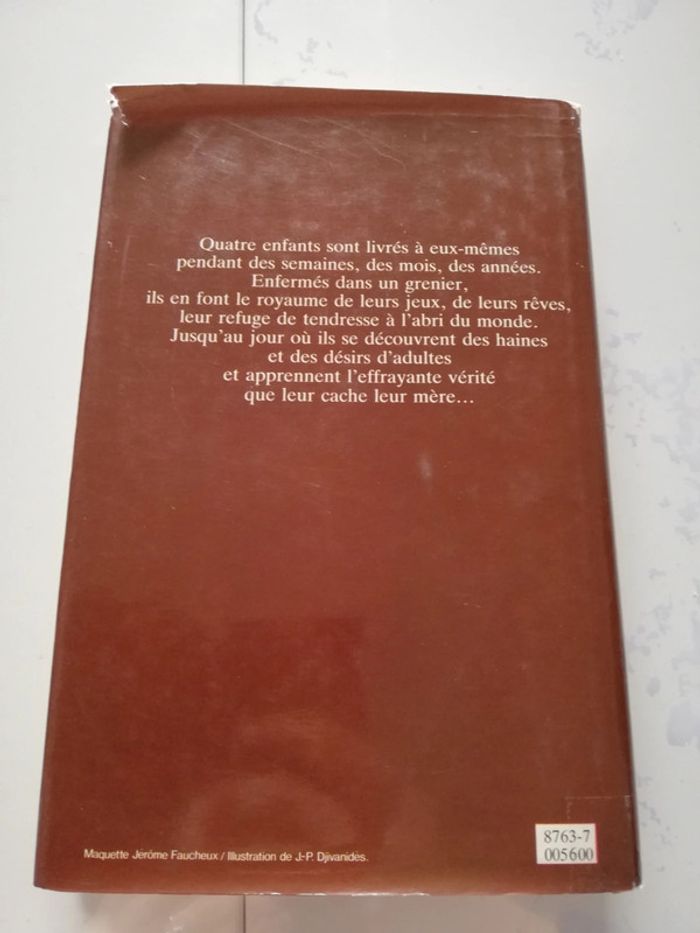 Quatre enfants sont livrés à eux-mêmes
pendant des semaines, des mois, des années.
Enfermés dans un grenier,
ils en font le royaume de leurs jeux, de leurs rêves,
leur refuge de tendresse à l'abri du monde.
Jusqu'au jour où ils se découvrent des haines
et des désirs d'adultes
et apprennent l'effrayante vérité
que leur cache leur mère...
Maquette Jérôme Faucheux / Illustration de J.-P. Djivanidès.
8763-7
005600